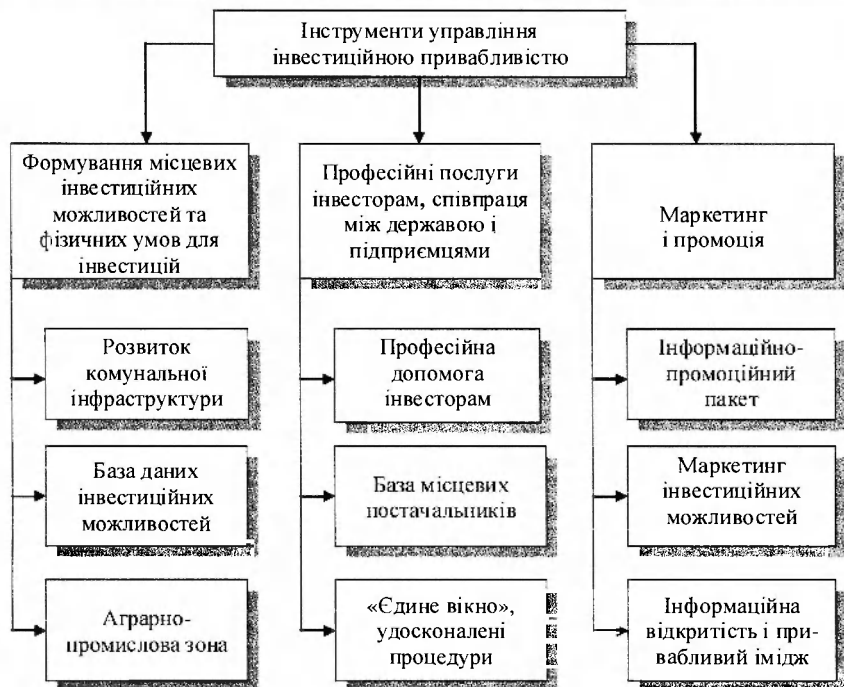 Інструменти управління
інвестиційною привабливістю
Формування місцевих
інвестиційних
можливостей та
фізичних умов для
інвестицій
Розвиток
комунальної
інфраструктури
База даних
інвестиційних
можливостей
Аграрно-
промислова зона
Професійні послуги
інвесторам, співпраця
між державою і
підприємцями
Професійна
допомога
інвесторам
База місцевих
постачальників
«Єдине вікно»,
удосконалені
процедури
Маркетинг
і промоція
Інформаційно-
промоційний
пакет
Маркетинг
інвестиційних
можливостей
Інформаційна
відкритість і при-
вабливий імідж